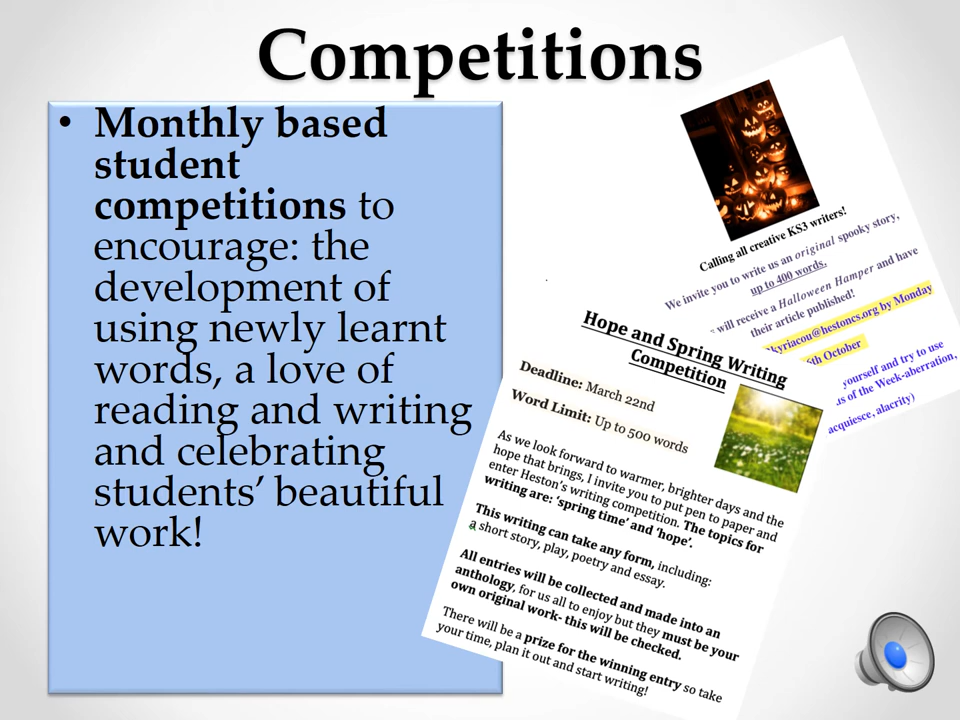 Competitions
• Monthly based
student
competitions to
encourage: the
development of
using newly learnt
words, a love of
reading and writing
and celebrating
students’ beautiful
work!
Calling all creative KS3 writers!
We invite you to write us an original spooky story,
up to 400 words.
will receive a Halloween Hamper and have
their article published!
kyriacou@hestoncs.org by Monday
6th October
yourself and try to use
of the Week-aberration,
acquiesce, alacrity)
Hope and Spring Writing
Competition
Deadline: March 22nd
Word Limit: Up to 500 words
As we look forward to warmer, brighter days and the
hope that brings, I invite you to put pen to paper and
enter Heston’s writing competition. The topics for
writing are: ‘spring time’ and ‘hope’.
This writing can take any form, including:
a short story, play, poetry and essay.
All entries will be collected and made into an
anthology, for us all to enjoy but they must be your
own original work- this will be checked.
There will be a prize for the winning entry so take
your time, plan it out and start writing!